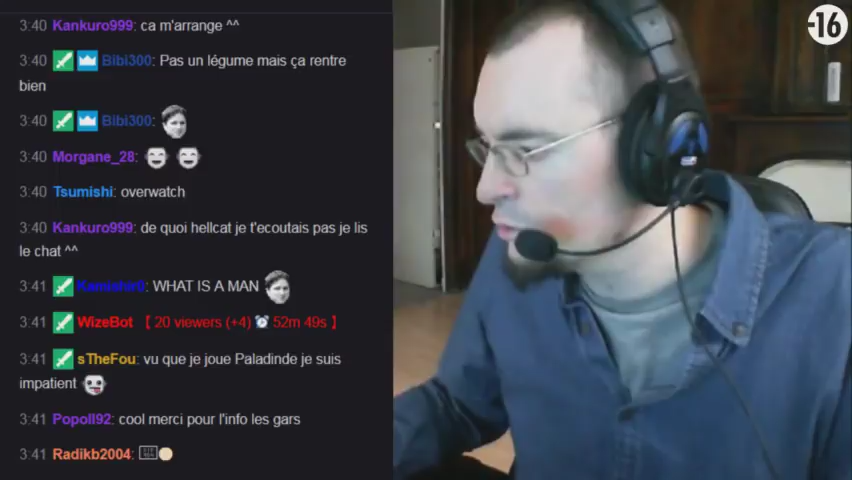 -16
3:40 Kankuro999: ca m'arrange ^^
3:40 Bibi300: Pas un légume mais ça rentre
bien
3:40 Bibi300:
3:40 Morgane_28:
3:40 Tsumishi: overwatch
3:40 Kankuro999: de quoi hellcat je t'ecoutais pas je lis
le chat ^^
3:41 WHAT IS A MAN
3:41 WizeBot 【 20 viewers (+4) 52m 49s 】
3:41 sTheFou: vu que je joue Paladinde je suis
impatient
3:41 Popoll92: cool merci pour l'info les gars
3:41 Radikb2004: